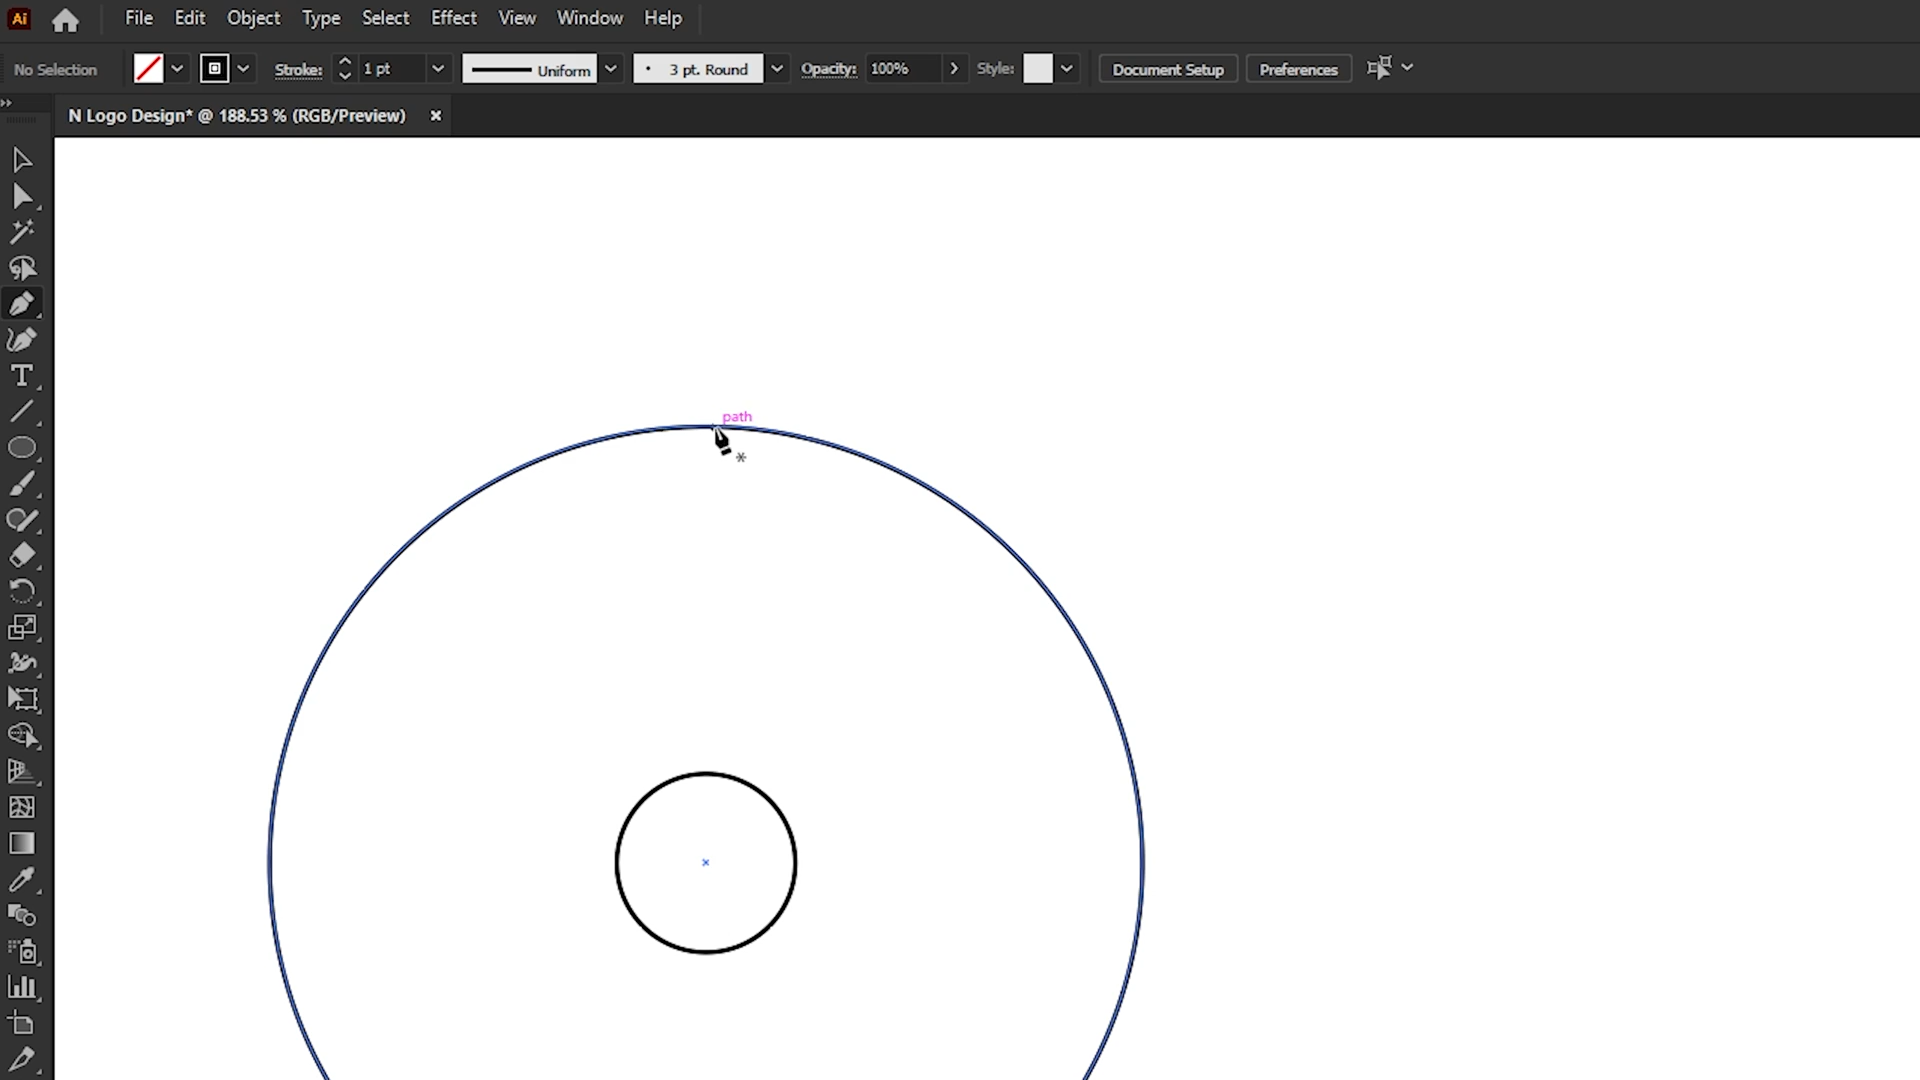 Ai File Edit Object Type Select Effect View Window Help
No Selection Stroke: 1 pt Uniform 3 pt. Round Opacity: 100% Style: Document Setup Preferences
N Logo Design* @ 188.53 % (RGB/Preview) ×
path